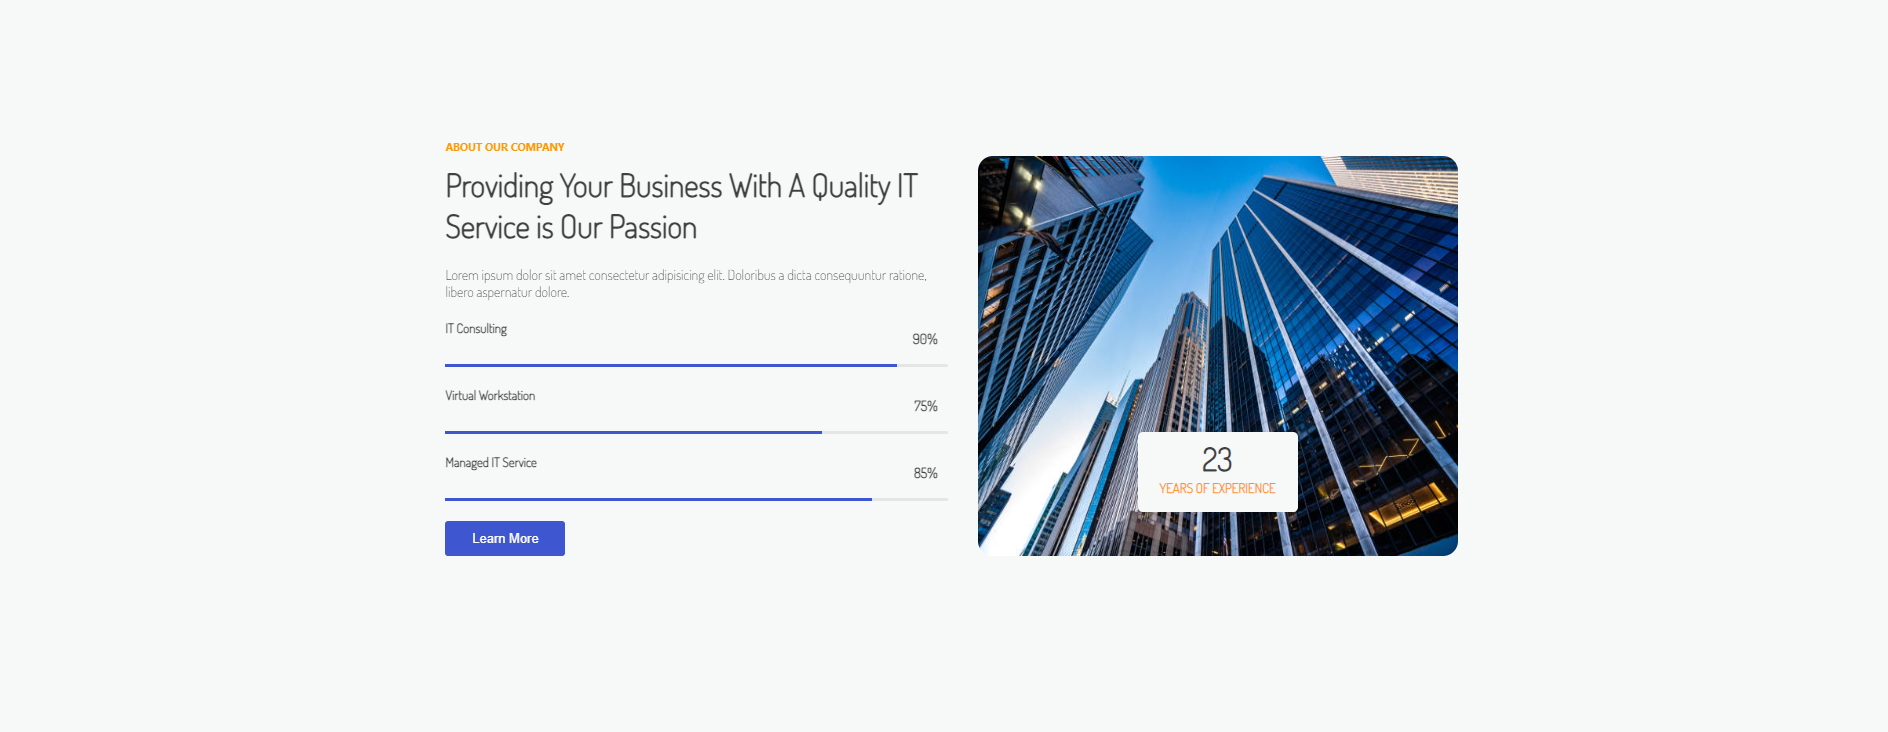 ABOUT OUR COMPANY
Providing Your Business With A Quality IT
Service is Our Passion
Lorem ipsum dolor sit amet consectetur adipisicing elit. Doloribus a dicta consequuntur ratione,
libero aspernatur dolore.
IT Consulting
90%
Virtual Workstation
75%
Managed IT Service
85%
Learn More
23
YEARS OF EXPERIENCE